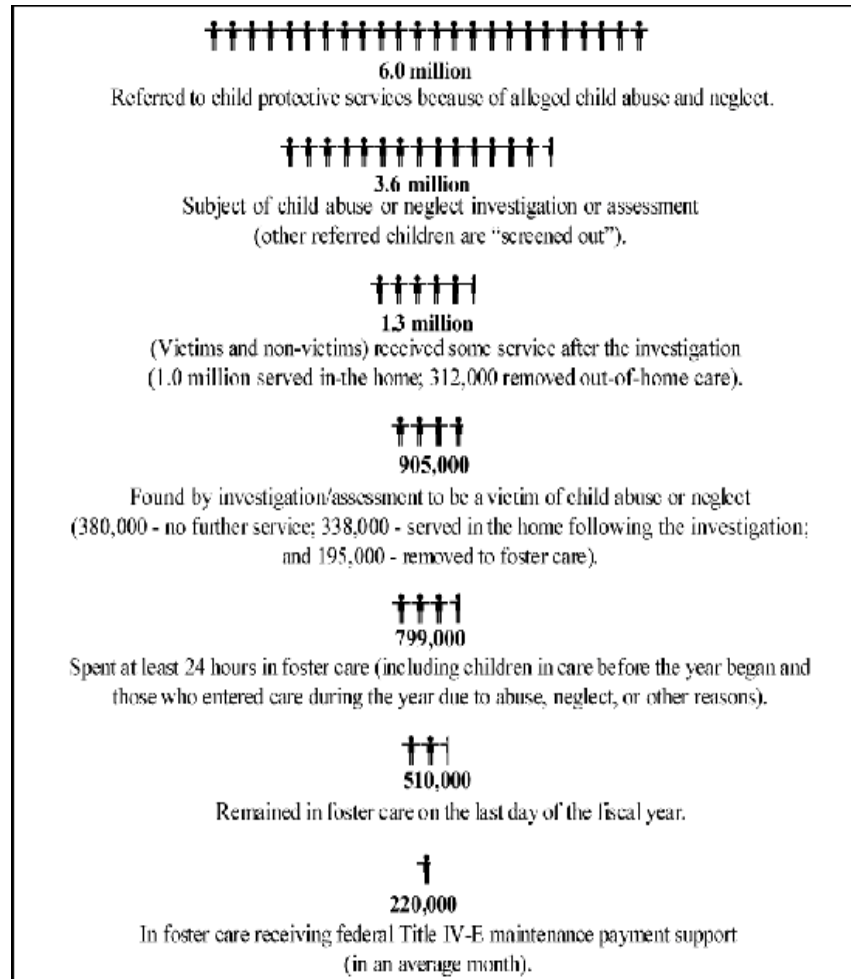 6.0 million
Referred to child protective services because of alleged child abuse and neglect.
3.6 million
Subject of child abuse or neglect investigation or assessment
(other referred children are “screened out”).
1.3 million
(Victims and non-victims) received some service after the investigation
(1.0 million served in-the home; 312,000 removed out-of-home care).
905,000
Found by investigation/assessment to be a victim of child abuse or neglect
(380,000 - no further service; 338,000 - served in the home following the investigation;
and 195,000 - removed to foster care).
799,000
Spent at least 24 hours in foster care (including children in care before the year began and
those who entered care during the year due to abuse, neglect, or other reasons).
510,000
Remained in foster care on the last day of the fiscal year.
220,000
In foster care receiving federal Title IV-E maintenance payment support
(in an average month).